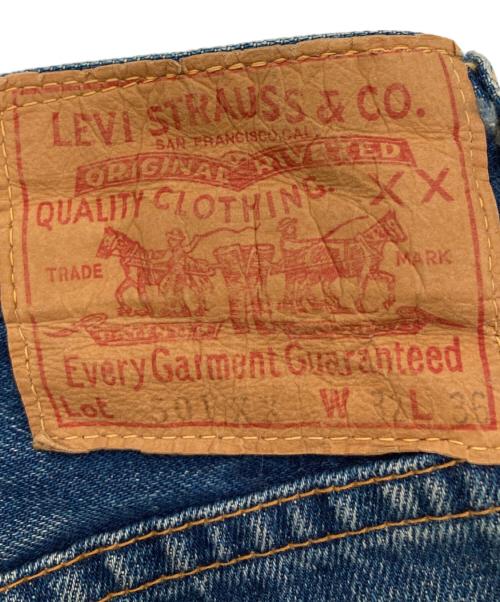 LEVI STRAUSS & CO.
SAN FRANCISCO, CAL.
ORIGINAL RIVETED
QUALITY CLOTHING. XX
TRADE MARK
Every Garment Guaranteed
Lot 501XX W L 36